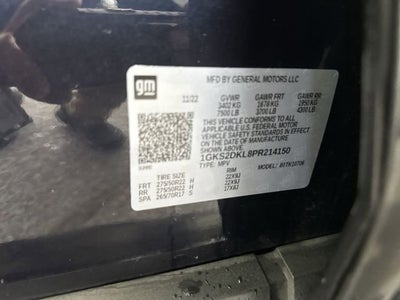 gm
MFD BY GENERAL MOTORS LLC
11/22 GVWR GAWR FRT GAWR RR
3402 KG 1678 KG 1950 KG
7500 LB 3700 LB 4300 LB
THIS VEHICLE CONFORMS TO ALL
APPLICABLE U.S. FEDERAL MOTOR
VEHICLE SAFETY STANDARDS IN EFFECT
ON THE DATE OF MANUFACTURE SHOWN ABOVE.
1GKS2DKL8PR214150
TYPE: MPV MODEL:
TIRE SIZE RIM
FRT 275/50R22 H 22X9J
RR 275/50R22 H 22X9J
SPA 265/70R17 S 17X8J